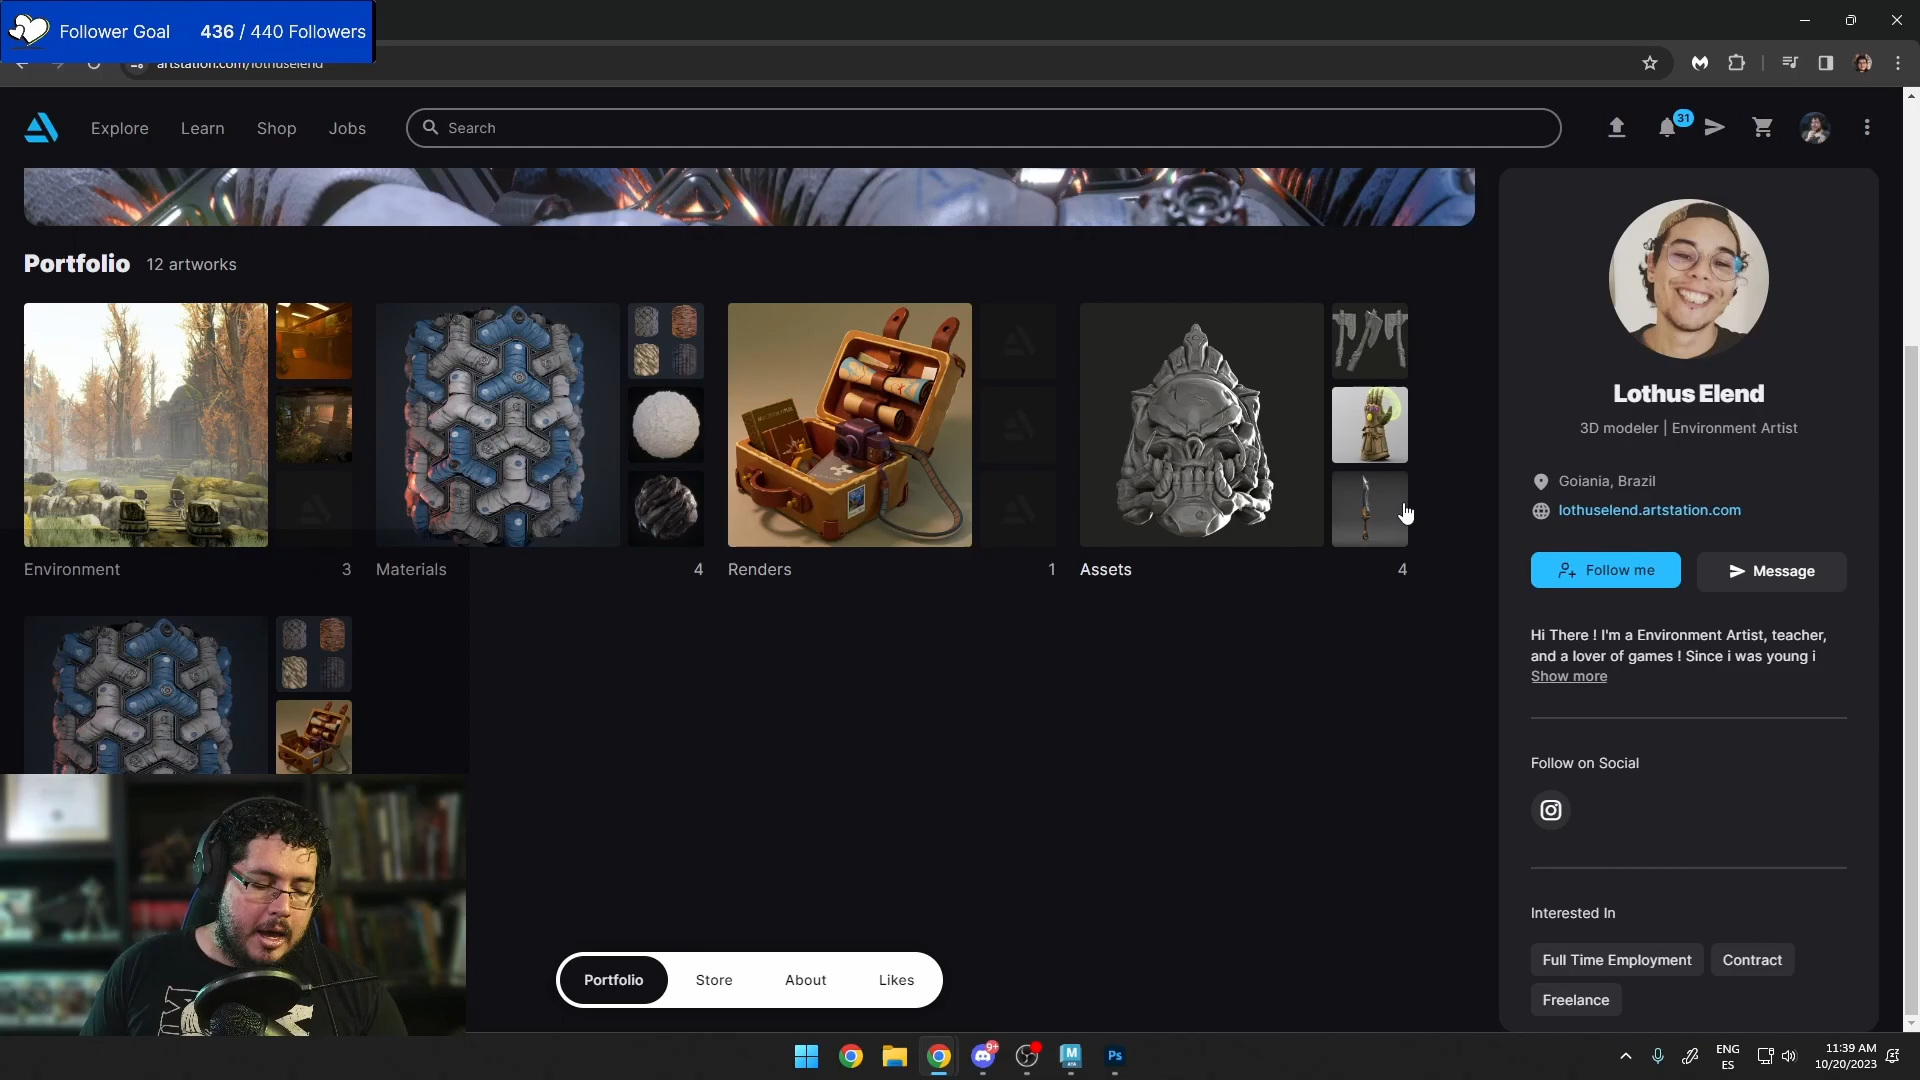 Follower Goal 436 / 440 Followers
artstation.com/lothuselend
Explore Learn Shop Jobs Search 31
Portfolio 12 artworks
Environment 3 Materials 4 Renders 1 Assets 4
Lothus Elend
3D modeler | Environment Artist
Goiania, Brazil
lothuselend.artstation.com
Follow me Message
Hi There ! I'm a Environment Artist, teacher,
and a lover of games ! Since i was young i
Show more
Follow on Social
Interested In
Full Time Employment Contract
Freelance
Portfolio Store About Likes
9+ M Ps
ENG
ES
11:39 AM
10/20/2023